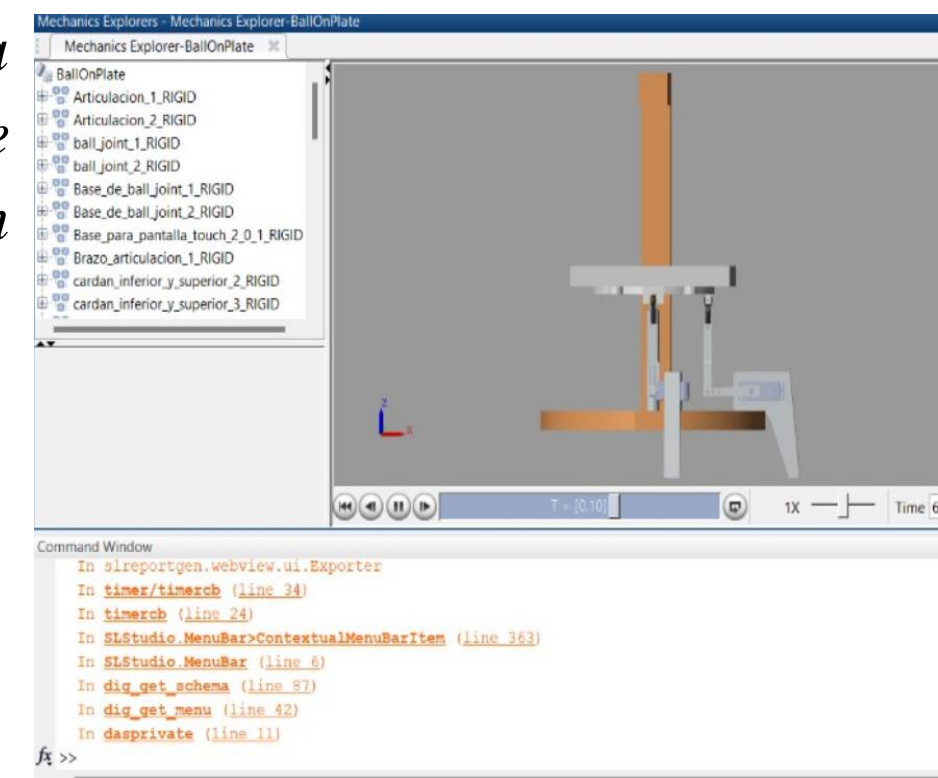 Mechanics Explorers - Mechanics Explorer-BallOnPlate
Mechanics Explorer-BallOnPlate
BallOnPlate
Articulacion_1_RIGID
Articulacion_2_RIGID
ball_joint_1_RIGID
ball_joint_2_RIGID
Base_de_ball_joint_1_RIGID
Base_de_ball_joint_2_RIGID
Base_para_pantalla_touch_2_0_1_RIGID
Brazo_articulacion_1_RIGID
cardan_inferior_y_superior_2_RIGID
cardan_inferior_y_superior_3_RIGID
z
x
T = [0,10]
1X
Time 6
Command Window
In slreportgen.webview.ui.Exporter
In timer/timercb (line 34)
In timercb (line 24)
In SLStudio.MenuBar>ContextualMenuBarItem (line 363)
In SLStudio.MenuBar (line 6)
In dig_get_schema (line 87)
In dig_get_menu (line 42)
In dasprivate (line 11)
fx >>